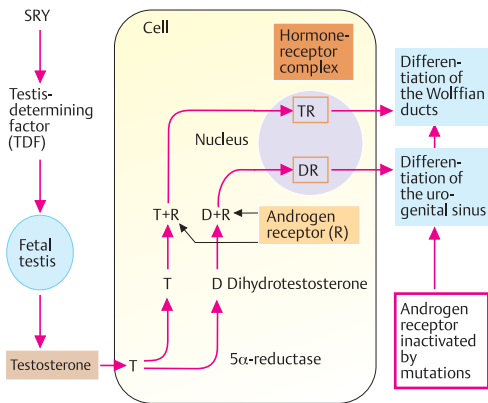 SRY
Testis-
determining
factor
(TDF)
Fetal
testis
Testosterone
Cell
Hormone-
receptor
complex
Nucleus
TR
DR
T+R
D+R
Androgen
receptor (R)
T
D Dihydrotestosterone
T
5α-reductase
Differen-
tiation of
the Wolffian
ducts
Differen-
tiation of
the uro-
genital sinus
Androgen
receptor
inactivated
by
mutations